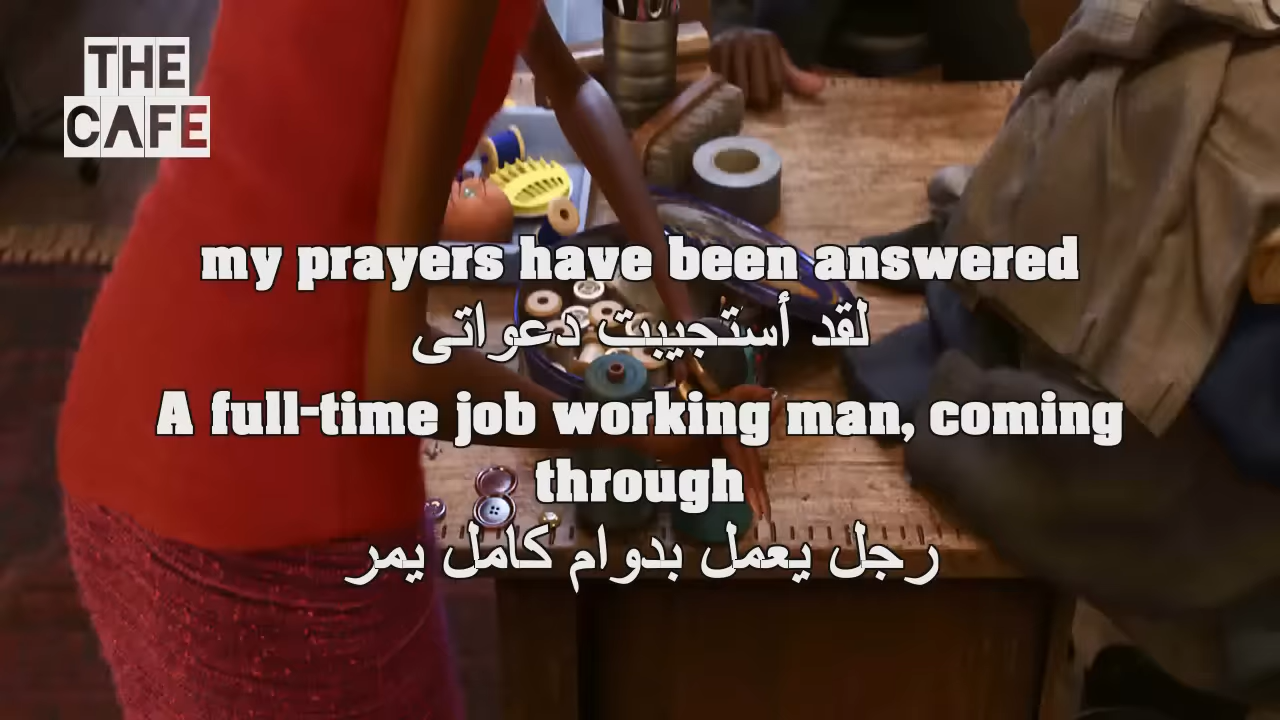 THE
CAFE
my prayers have been answered
لقد أستجيبت دعواتى
A full-time job working man, coming
through
رجل يعمل بدوام كامل يمر